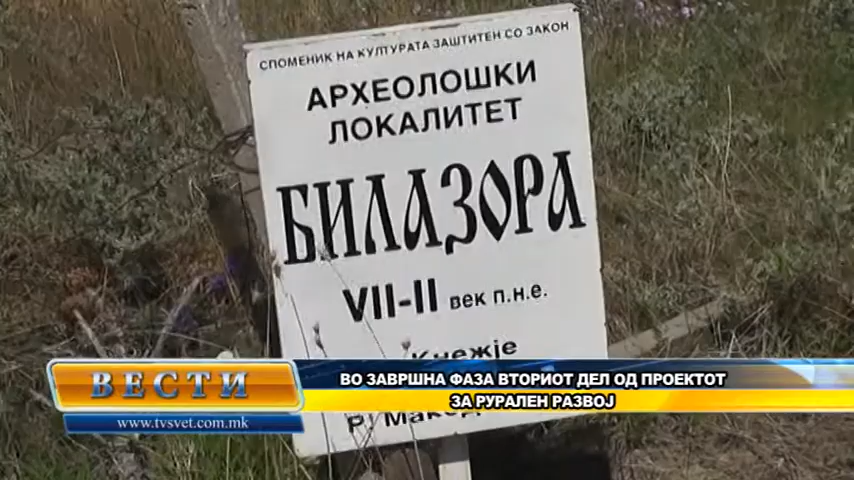 СПОМЕНИК НА КУЛТУРАТА ЗАШТИТЕН СО ЗАКОН
АРХЕОЛОШКИ
ЛОКАЛИТЕТ
БИЛАЗОРА
VII-II век п.н.е.
Кнежје
ВЕСТИ
ВО ЗАВРШНА ФАЗА ВТОРИОТ ДЕЛ ОД ПРОЕКТОТ
ЗА РУРАЛЕН РАЗВОЈ
www.tvsvet.com.mk